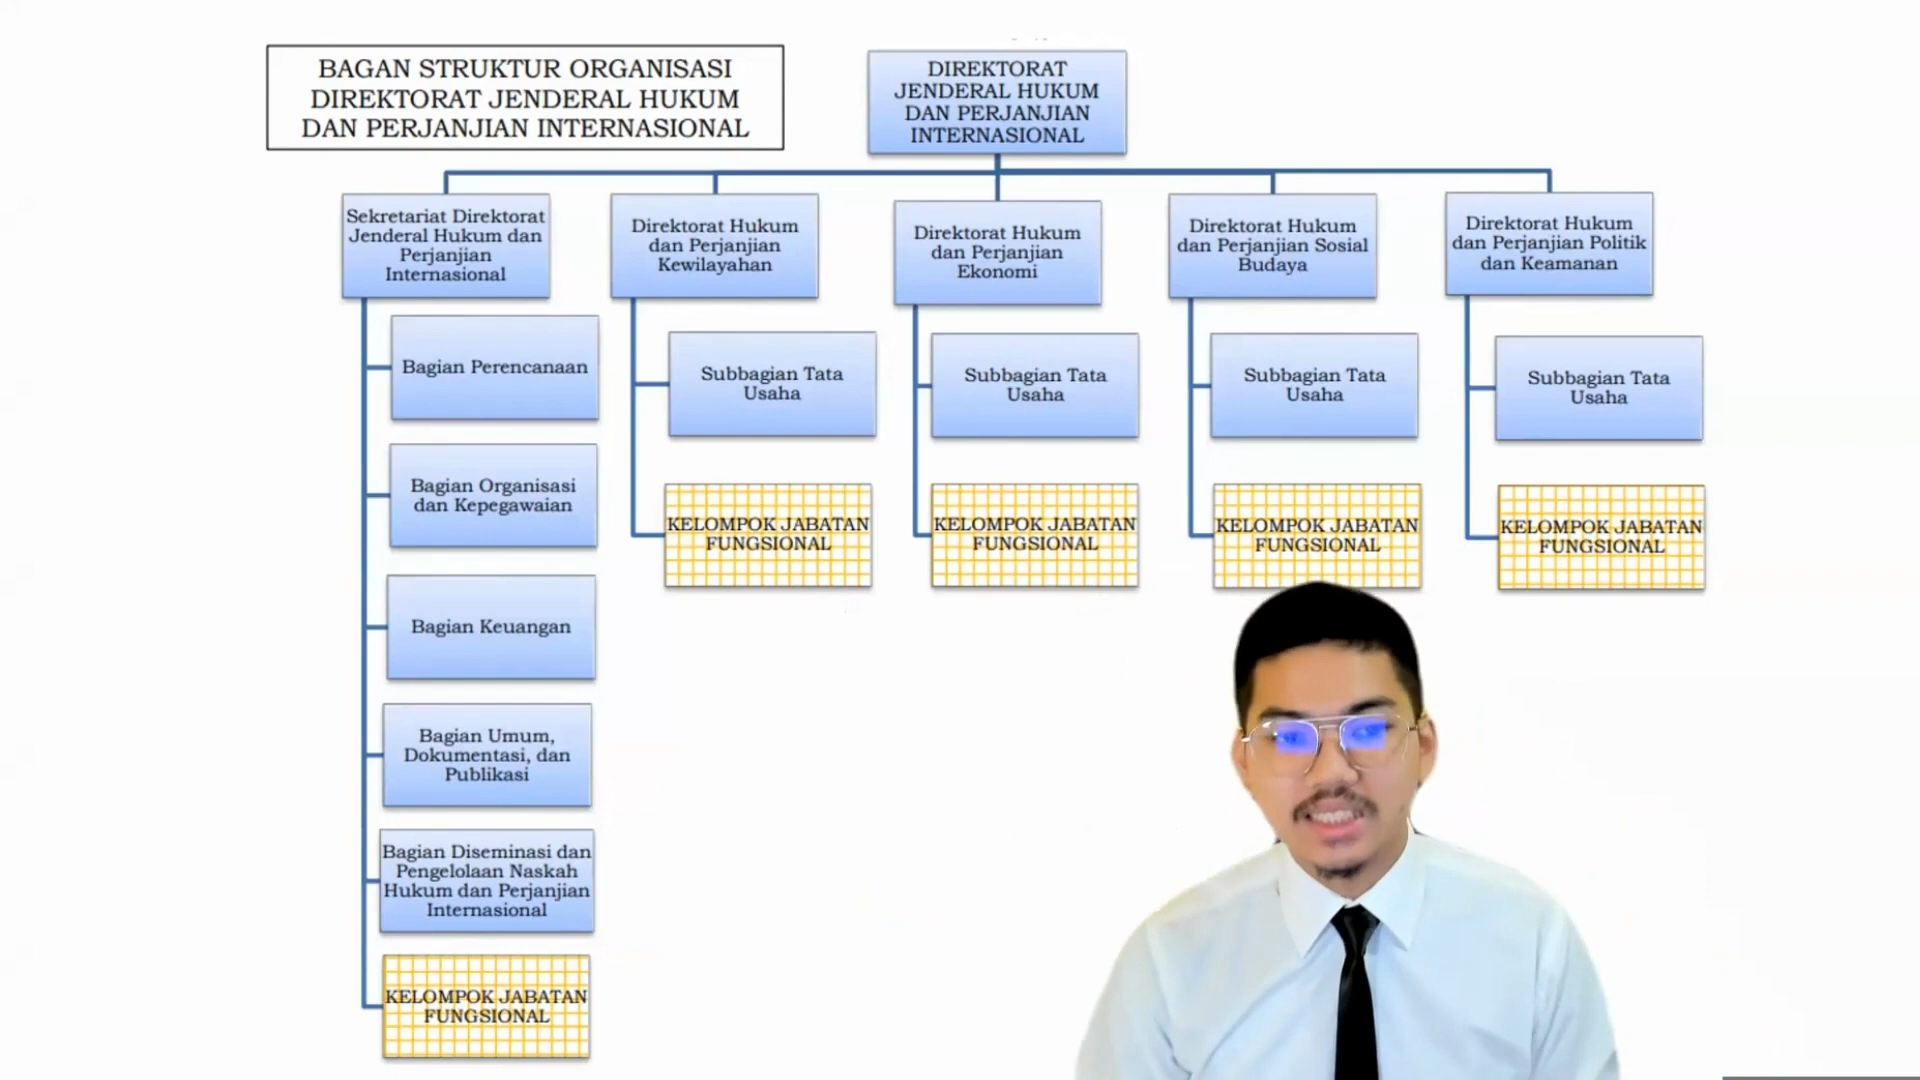 BAGAN STRUKTUR ORGANISASI
DIREKTORAT JENDERAL HUKUM
DAN PERJANJIAN INTERNASIONAL
DIREKTORAT
JENDERAL HUKUM
DAN PERJANJIAN
INTERNASIONAL
Sekretariat Direktorat
Jenderal Hukum dan
Perjanjian
Internasional
Direktorat Hukum
dan Perjanjian
Kewilayahan
Direktorat Hukum
dan Perjanjian
Ekonomi
Direktorat Hukum
dan Perjanjian Sosial
Budaya
Direktorat Hukum
dan Perjanjian Politik
dan Keamanan
Bagian Perencanaan
Bagian Organisasi
dan Kepegawaian
Bagian Keuangan
Bagian Umum,
Dokumentasi, dan
Publikasi
Bagian Diseminasi dan
Pengelolaan Naskah
Hukum dan Perjanjian
Internasional
KELOMPOK JABATAN
FUNGSIONAL
Subbagian Tata
Usaha
KELOMPOK JABATAN
FUNGSIONAL
Subbagian Tata
Usaha
KELOMPOK JABATAN
FUNGSIONAL
Subbagian Tata
Usaha
KELOMPOK JABATAN
FUNGSIONAL
Subbagian Tata
Usaha
KELOMPOK JABATAN
FUNGSIONAL